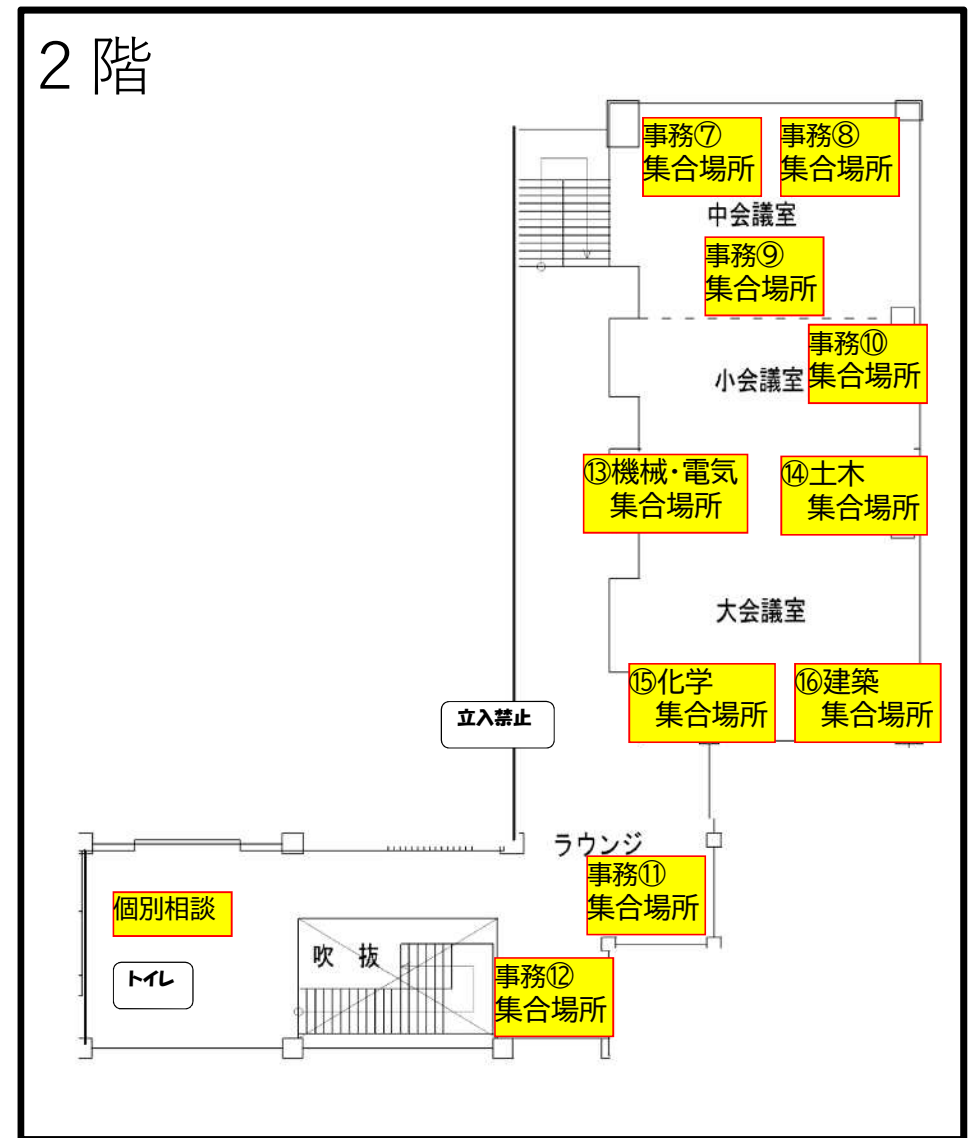 2階
事務⑦
集合場所
事務⑧
集合場所
中会議室
事務⑨
集合場所
事務⑩
集合場所
小会議室
⑬機械・電気
集合場所
⑭土木
集合場所
大会議室
⑮化学
集合場所
⑯建築
集合場所
立入禁止
ラウンジ
事務⑪
集合場所
個別相談
吹 抜
トイレ
事務⑫
集合場所